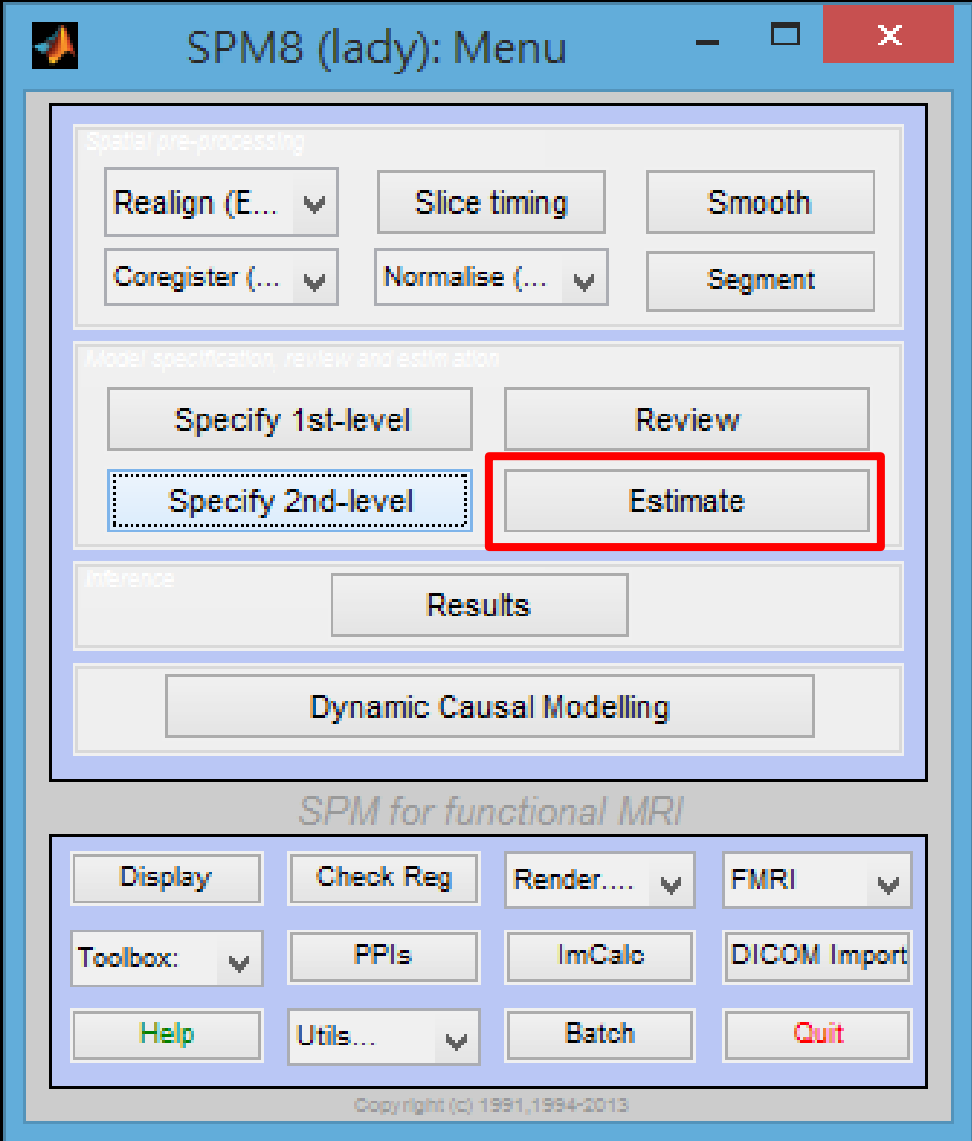 SPM8 (lady): Menu
Spatial pre-processing
Realign (E...
Slice timing
Smooth
Coregister (...
Normalise (...
Segment
Model specification, review and estimation
Specify 1st-level
Review
Specify 2nd-level
Estimate
Inference
Results
Dynamic Causal Modelling
SPM for functional MRI
Display
Check Reg
Render....
FMRI
Toolbox:
PPIs
ImCalc
DICOM Import
Help
Utils...
Batch
Quit
Copyright (c) 1991,1994-2013